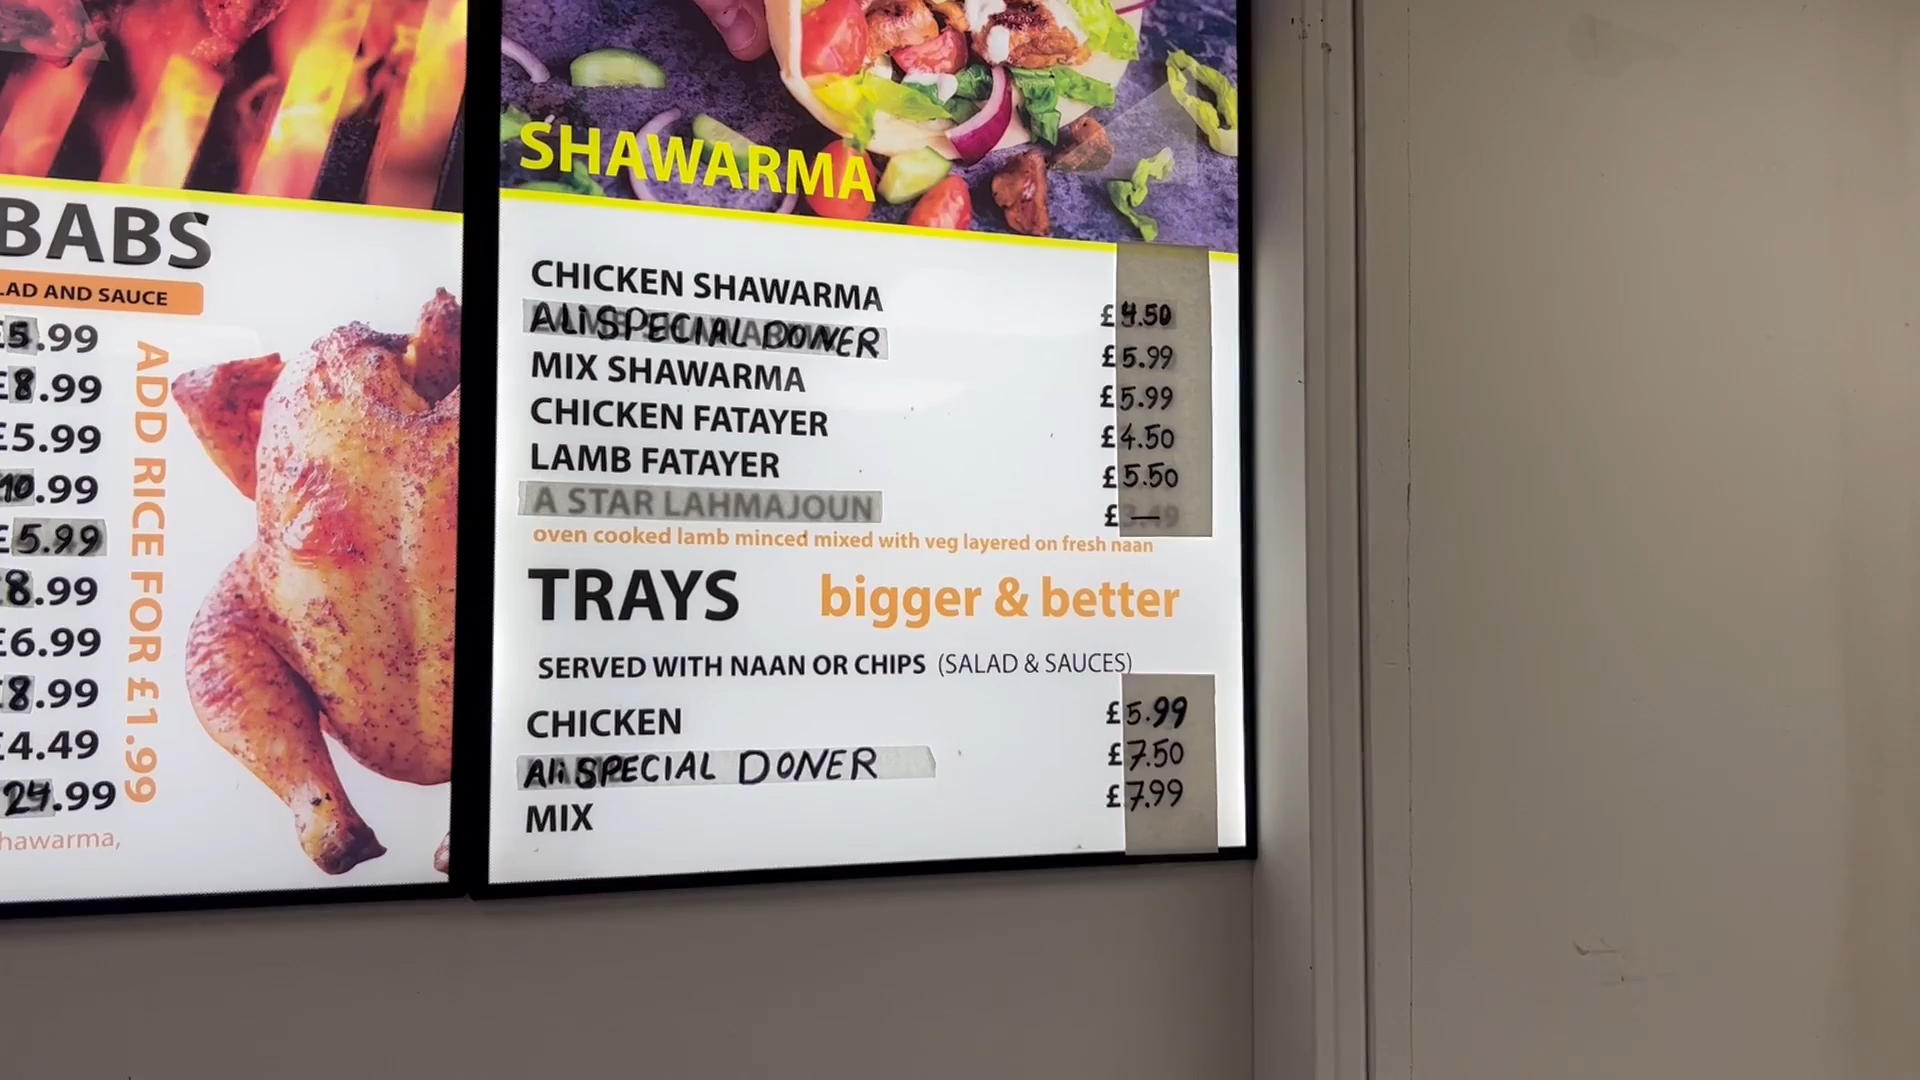 BABS
LAD AND SAUCE
£5.99
£8.99
£5.99
10.99
£5.99
£8.99
£6.99
£8.99
£4.49
24.99
hawarma,
ADD RICE FOR £1.99
SHAWARMA
CHICKEN SHAWARMA £4.50
ALi SPECIAL DONER £5.99
MIX SHAWARMA £5.99
CHICKEN FATAYER £4.50
LAMB FATAYER £5.50
A STAR LAHMAJOUN £3.49
oven cooked lamb minced mixed with veg layered on fresh naan
TRAYS bigger & better
SERVED WITH NAAN OR CHIPS (SALAD & SAUCES)
CHICKEN £5.99
Ali SPECIAL DONER £7.50
MIX £7.99